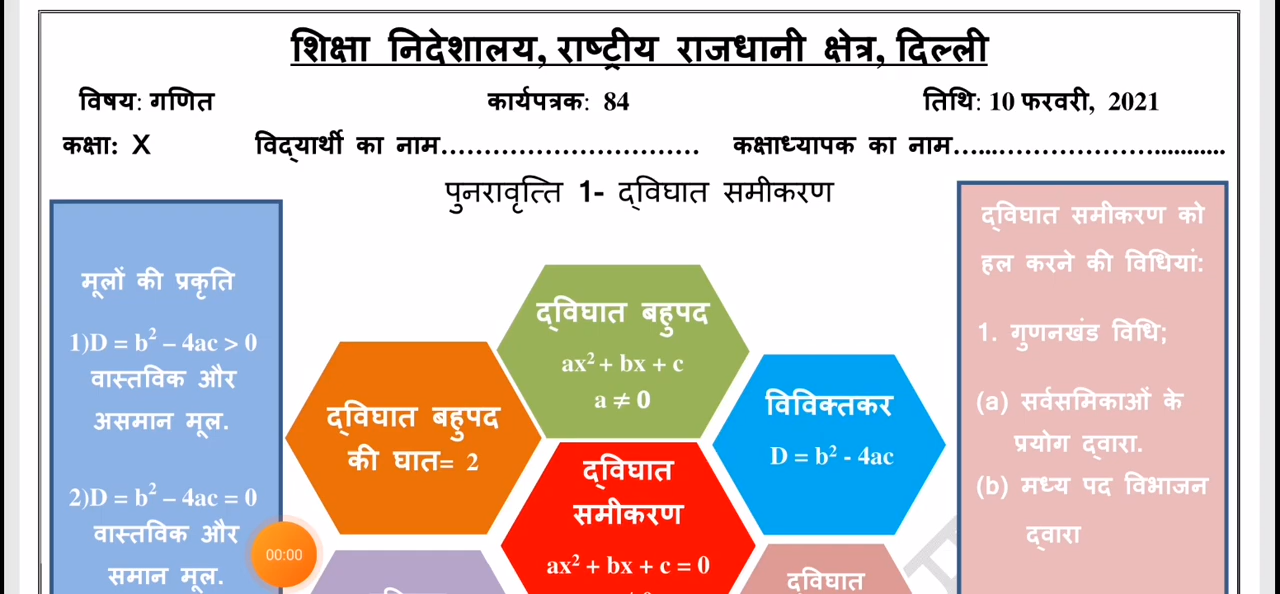 शिक्षा निदेशालय, राष्ट्रीय राजधानी क्षेत्र, दिल्ली
विषय: गणित कार्यपत्रक: 84 तिथि: 10 फरवरी, 2021
कक्षा: X विद्यार्थी का नाम.............................. कक्षाध्यापक का नाम..................................
पुनरावृत्ति 1- द्विघात समीकरण
मूलों की प्रकृति
1)D = b² – 4ac > 0
वास्तविक और
असमान मूल.
2)D = b² – 4ac = 0
वास्तविक और
समान मूल.
00:00
द्विघात बहुपद
की घात= 2
द्विघात बहुपद
ax² + bx + c
a ≠ 0
विविक्तकर
D = b² - 4ac
द्विघात
समीकरण
ax² + bx + c = 0
द्विघात
द्विघात समीकरण को
हल करने की विधियां:
1. गुणनखंड विधि;
(a) सर्वसमिकाओं के
प्रयोग द्वारा.
(b) मध्य पद विभाजन
द्वारा